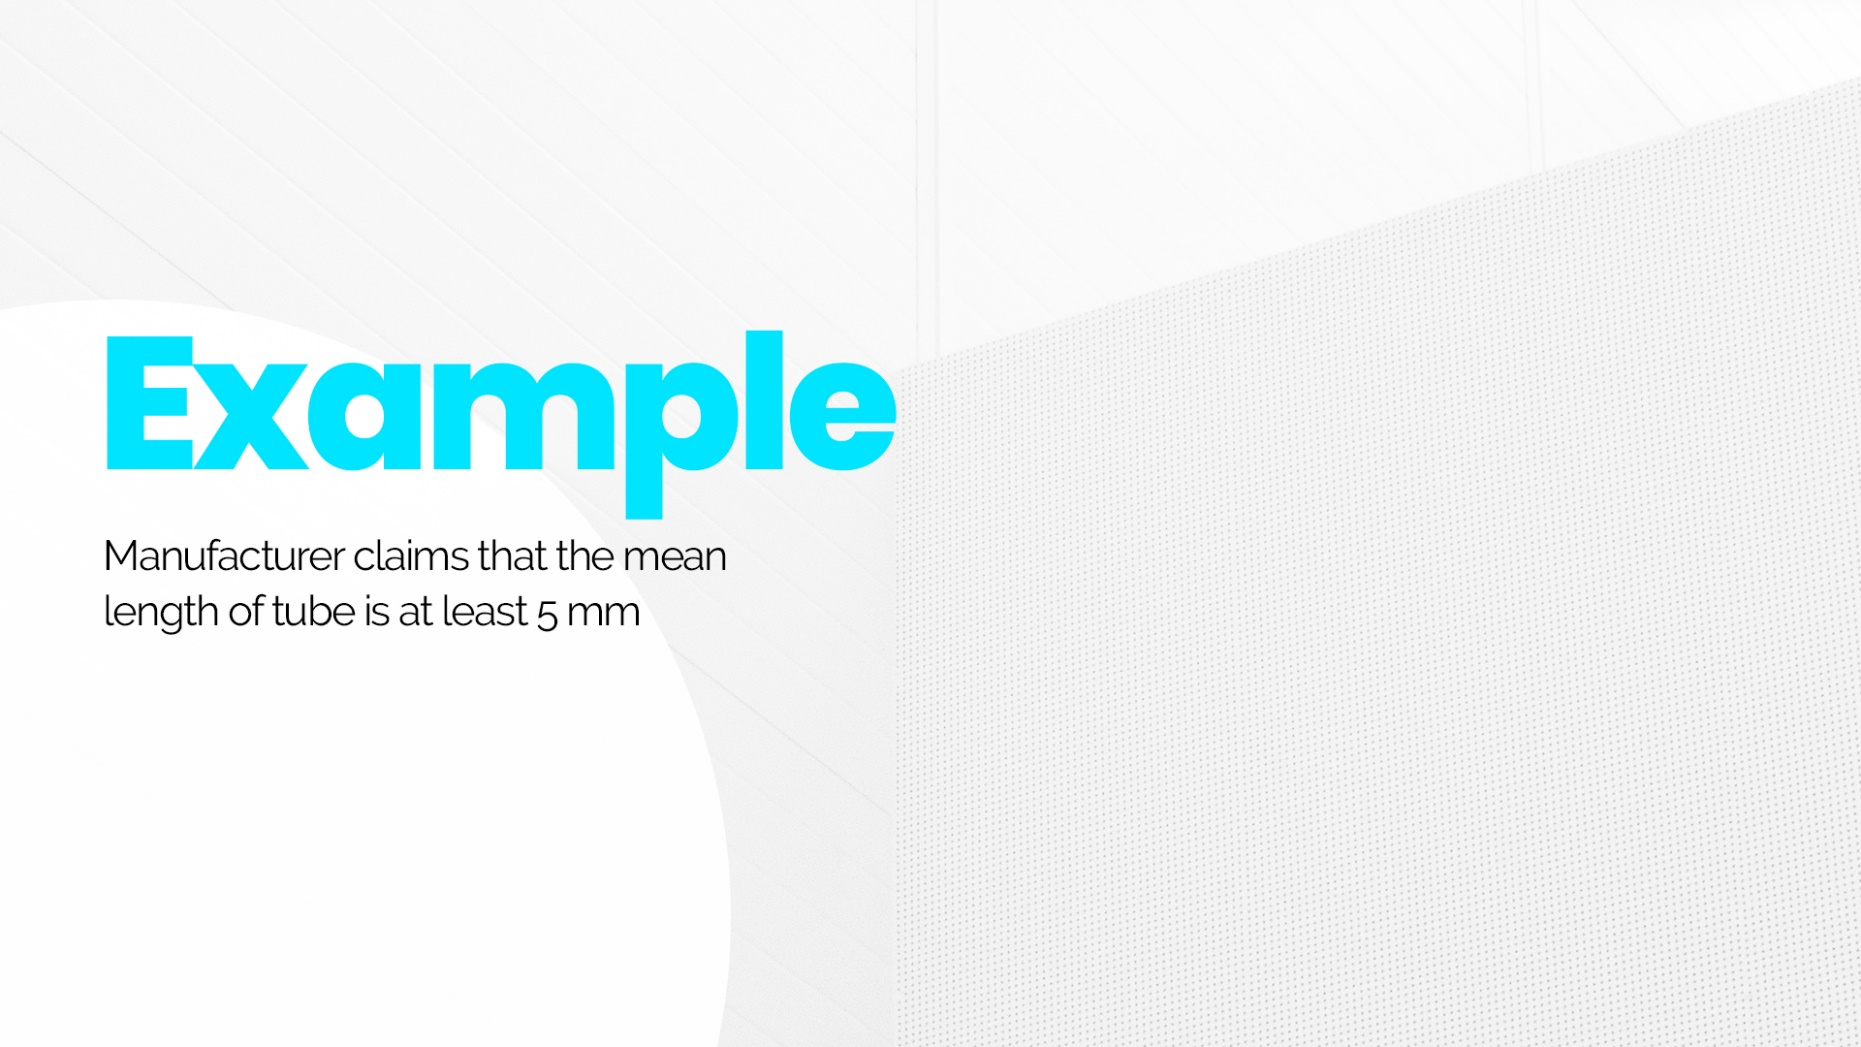 Example
Manufacturer claims that the mean
length of tube is at least 5 mm